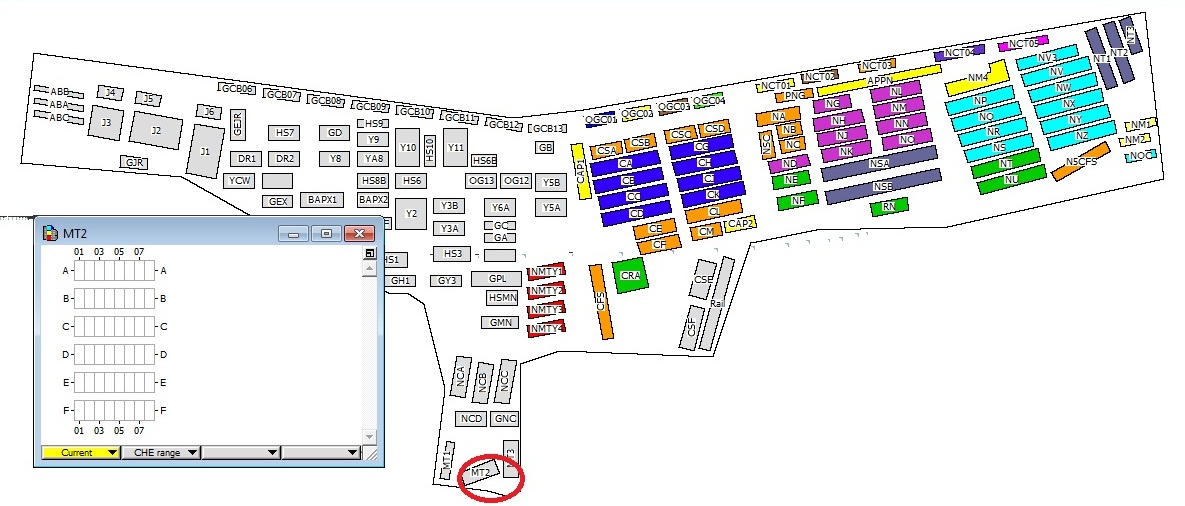 ABB
ABA
ABC
J4
J5
J3
J2
J6
J1
GJR
GEJR
GCB06
GCB07
GCB08
GCB09
GCB10
GCB11
GCB12
GCB13
GB
HS7
GD
HS9
Y9
Y10
HS10
Y11
DR1
DR2
Y8
YA8
HS6B
YCW
HS8B
HS6
OG13
OG12
Y5B
GEX
BAPX1
BAPX2
Y2
Y3B
Y6A
Y5A
Y3A
GC
GA
HS1
HS3
GH1
GY3
GPL
HSMN
GMN
NMTY1
NMTY2
NMTY3
NMTY4
CFS
CRA
CSE
CSF
Rail
QGC01
QGC02
QGC03
QGC04
CAP1
CSA
CSB
CSC
CSD
CA
CB
CC
CD
CE
CF
CG
CH
CI
CK
CL
CM
CAP2
NCT01
NCT02
NCT03
NCT04
NCT05
PNG
APPN
NA
NB
NC
NSC
ND
NE
NF
NG
NH
NJ
NK
NL
NM
NN
NO
NSA
NSB
RN
NM4
NP
NQ
NR
NS
NT
NU
NV3
NV
NW
NX
NY
NZ
NSCFS
NT1
NT2
NT3
NM1
NM2
NOC
NCA
NCB
NCC
NCD
GNC
MT1
MT2
MT3
MT2
01 03 05 07
A A
B B
C C
D D
E E
F F
01 03 05 07
Current CHE range